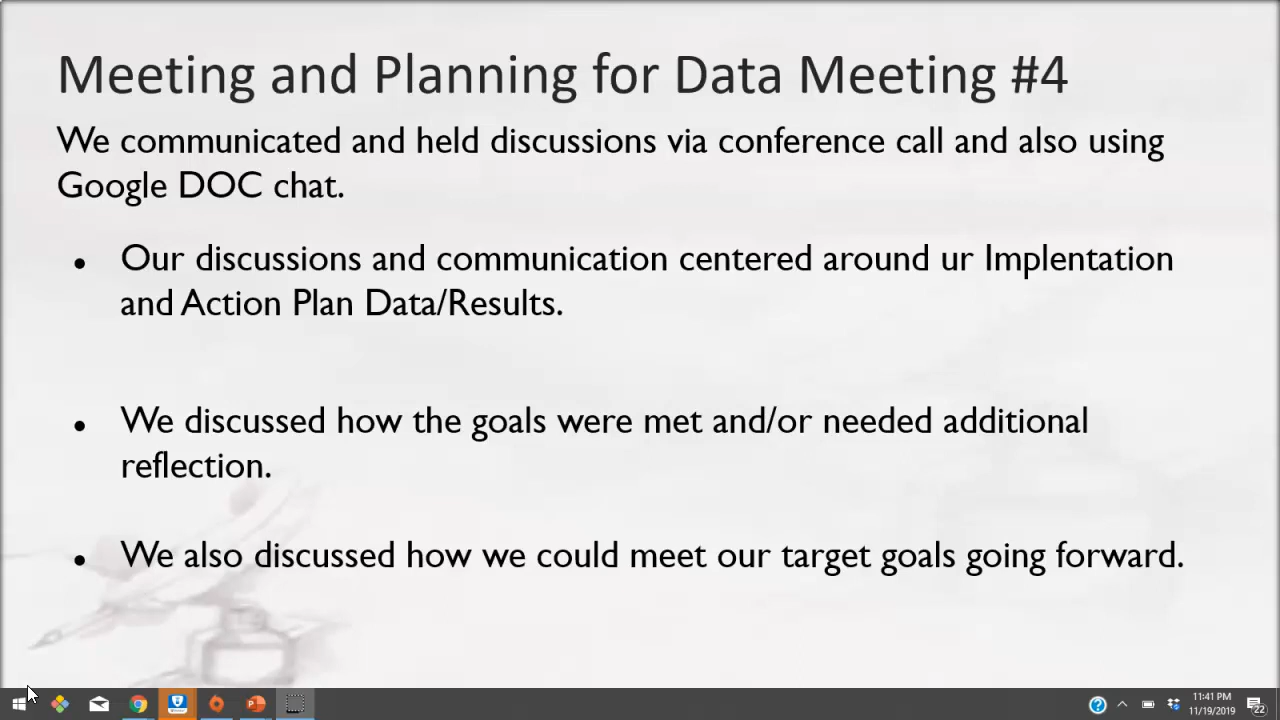 Meeting and Planning for Data Meeting #4
We communicated and held discussions via conference call and also using
Google DOC chat.
• Our discussions and communication centered around ur Implentation
and Action Plan Data/Results.
• We discussed how the goals were met and/or needed additional
reflection.
• We also discussed how we could meet our target goals going forward.
11:41 PM
11/19/2019
22